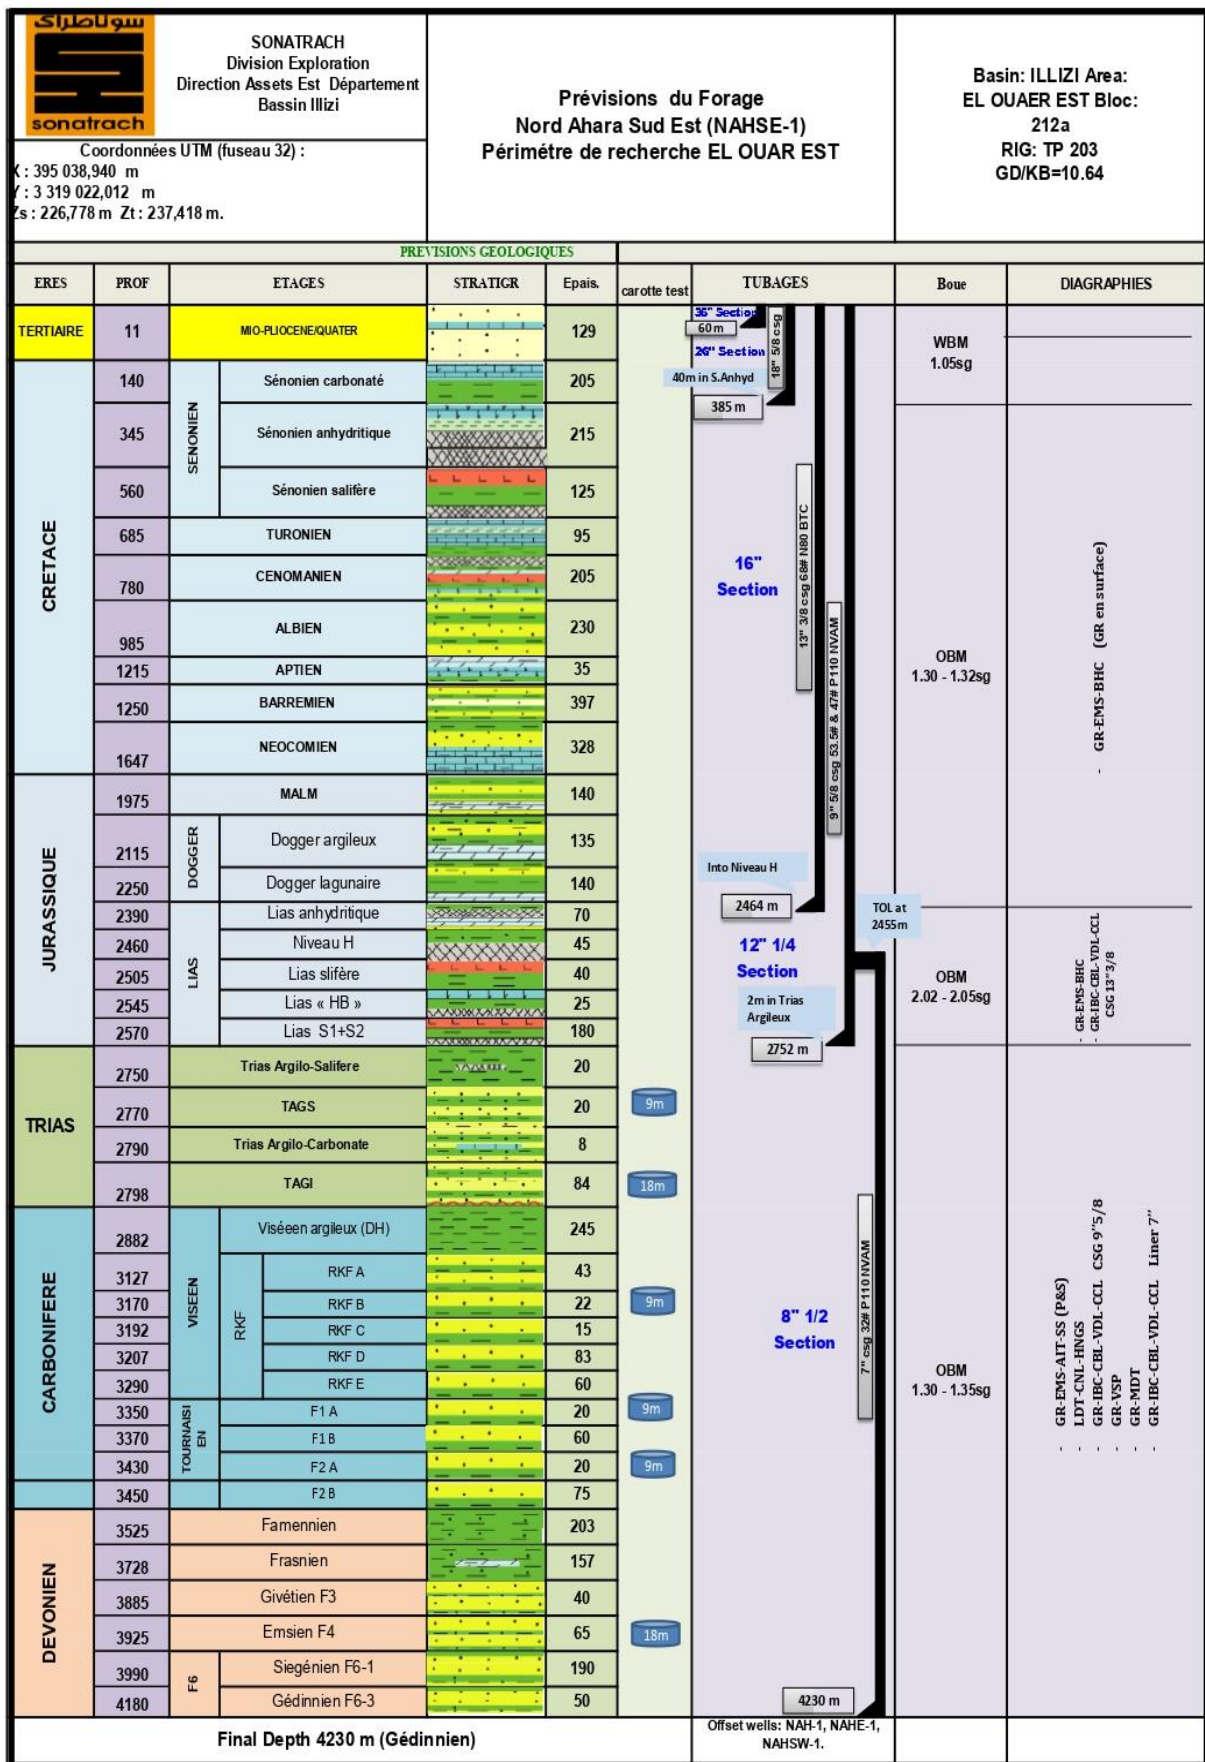 سوناطراك
sonatrach
SONATRACH
Division Exploration
Direction Assets Est Département
Bassin Illizi
Coordonnées UTM (fuseau 32) :
X : 395 038,940 m
Y : 3 319 022,012 m
Zs : 226,778 m Zt : 237,418 m.
Prévisions du Forage
Nord Ahara Sud Est (NAHSE-1)
Périmétre de recherche EL OUAR EST
Basin: ILLIZI Area:
EL OUAER EST Bloc:
212a
RIG: TP 203
GD/KB=10.64
PREVISIONS GEOLOGIQUES
ERES PROF ETAGES STRATIGR Epais. carotte test TUBAGES Boue DIAGRAPHIES
TERTIAIRE 11 MIO-PLIOCENE/QUATER 129
CRETACE
SENONIEN
140 Sénonien carbonaté 205
345 Sénonien anhydritique 215
560 Sénonien salifère 125
685 TURONIEN 95
780 CENOMANIEN 205
985 ALBIEN 230
1215 APTIEN 35
1250 BARREMIEN 397
1647 NEOCOMIEN 328
JURASSIQUE
1975 MALM 140
DOGGER
2115 Dogger argileux 135
2250 Dogger lagunaire 140
LIAS
2390 Lias anhydritique 70
2460 Niveau H 45
2505 Lias slifère 40
2545 Lias « HB » 25
2570 Lias S1+S2 180
TRIAS
2750 Trias Argilo-Salifere 20
2770 TAGS 20 9m
2790 Trias Argilo-Carbonate 8
2798 TAGI 84 18m
CARBONIFERE
VISEEN
2882 Viséeen argileux (DH) 245
RKF
3127 RKF A 43
3170 RKF B 22 9m
3192 RKF C 15
3207 RKF D 83
3290 RKF E 60
TOURNAISI
EN
3350 F1 A 20 9m
3370 F1 B 60
3430 F2 A 20 9m
3450 F2 B 75
DEVONIEN
3525 Famennien 203
3728 Frasnien 157
3885 Givétien F3 40
3925 Emsien F4 65 18m
F6
3990 Siegénien F6-1 190
4180 Gédinnien F6-3 50
36" Section
60 m
26" Section
18" 5/8 csg
40m in S.Anhyd
385 m
16"
Section
13" 3/8 csg 68# N80 BTC
9" 5/8 csg 53.5# & 47# P110 NVAM
Into Niveau H
2464 m
TOL at
2455m
12" 1/4
Section
2m in Trias
Argileux
2752 m
8" 1/2
Section
7" csg 32# P110 NVAM
4230 m
WBM
1.05sg
OBM
1.30 - 1.32sg
OBM
2.02 - 2.05sg
OBM
1.30 - 1.35sg
- GR-EMS-BHC (GR en surface)
- GR-EMS-BHC
- GR-IBC-CBL-VDL-CCL
CSG 13"3/8
- GR-EMS-AIT-SS (P&S)
- LDT-CNL-HNGS
- GR-IBC-CBL-VDL-CCL CSG 9"5/8
- GR-VSP
- GR-MDT
- GR-IBC-CBL-VDL-CCL Liner 7"
Final Depth 4230 m (Gédinnien)
Offset wells: NAH-1, NAHE-1,
NAHSW-1.